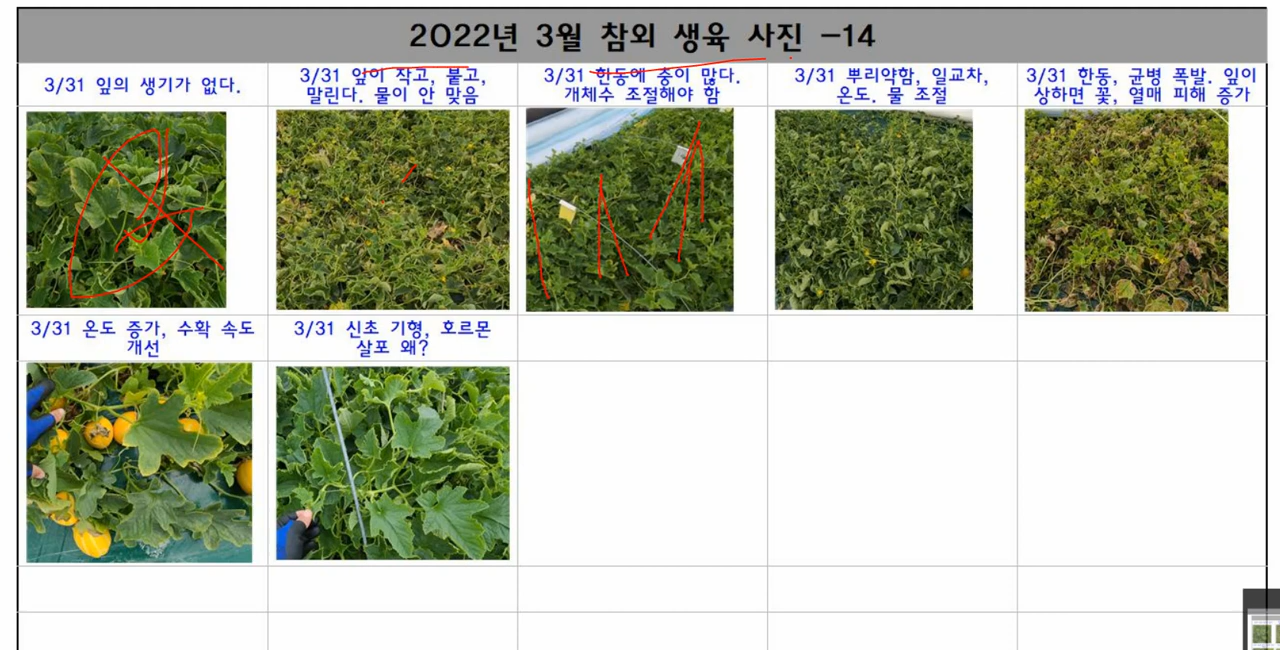 2022년 3월 참외 생육 사진 -14
3/31 잎의 생기가 없다.
3/31 잎이 작고, 붙고,
말린다. 물이 안 맞음
3/31 한동에 충이 많다.
개체수 조절해야 함
3/31 뿌리약함, 일교차,
온도. 물 조절
3/31 한동, 균병 폭발. 잎이
상하면 꽃, 열매 피해 증가
3/31 온도 증가, 수확 속도
개선
3/31 신초 기형, 호르몬
살포 왜?